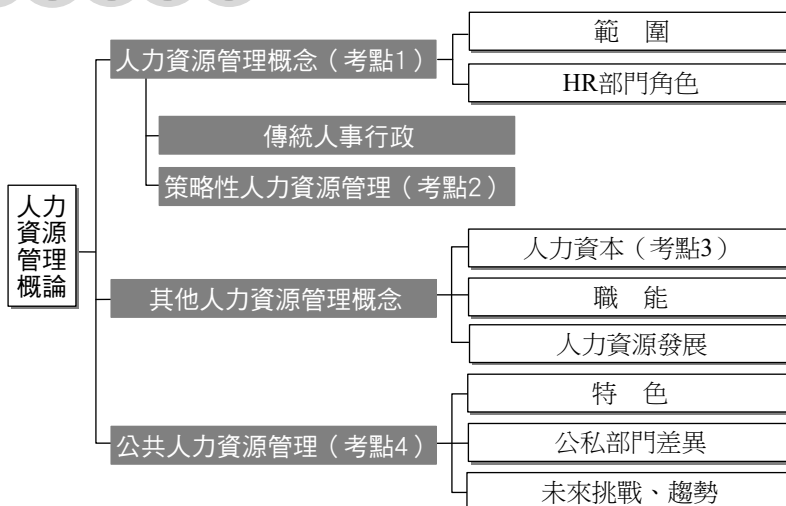 人力
資源
管理
概論
人力資源管理概念（考點1）
範　圍
HR部門角色
傳統人事行政
策略性人力資源管理（考點2）
其他人力資源管理概念
人力資本（考點3）
職　能
人力資源發展
公共人力資源管理（考點4）
特　色
公私部門差異
未來挑戰、趨勢